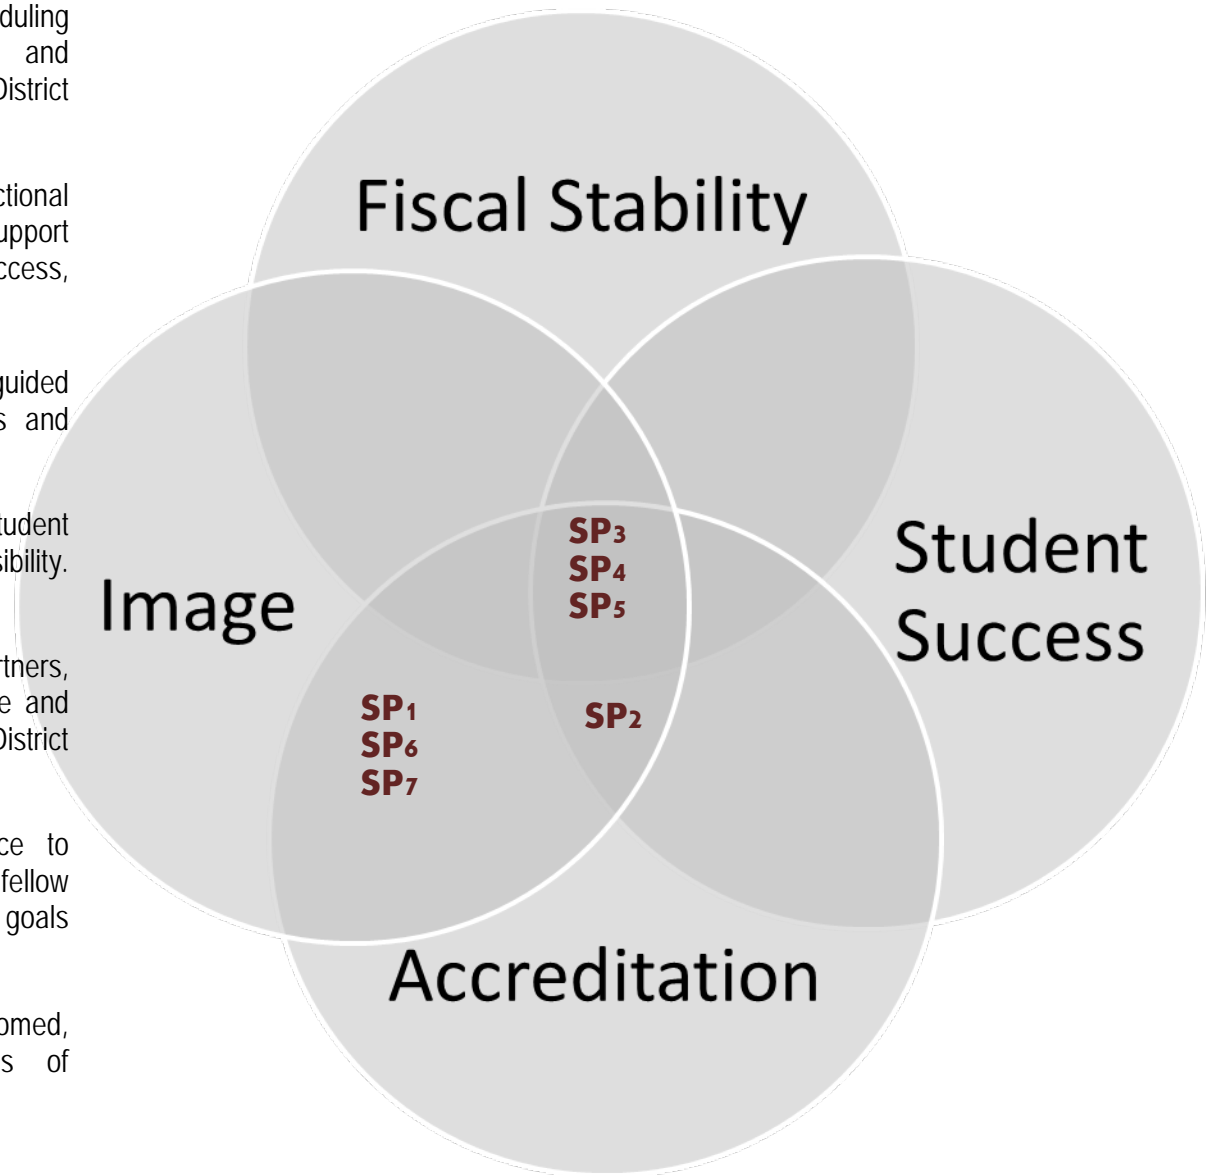 duling
and
District
ctional
upport
ccess,
guided
s and
tudent
sibility.
rtners,
e and
District
ce to
fellow
goals
omed,
s of
Fiscal Stability
Student
Success
Image
SP3
SP4
SP5
SP1
SP6
SP7
SP2
Accreditation